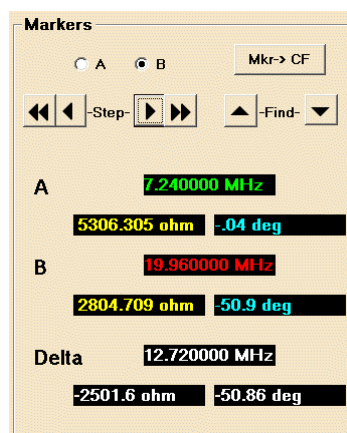 Markers
A B Mkr-> CF
-Step- -Find-
A 7.240000 MHz
5306.305 ohm -.04 deg
B 19.960000 MHz
2804.709 ohm -50.9 deg
Delta 12.720000 MHz
-2501.6 ohm -50.86 deg